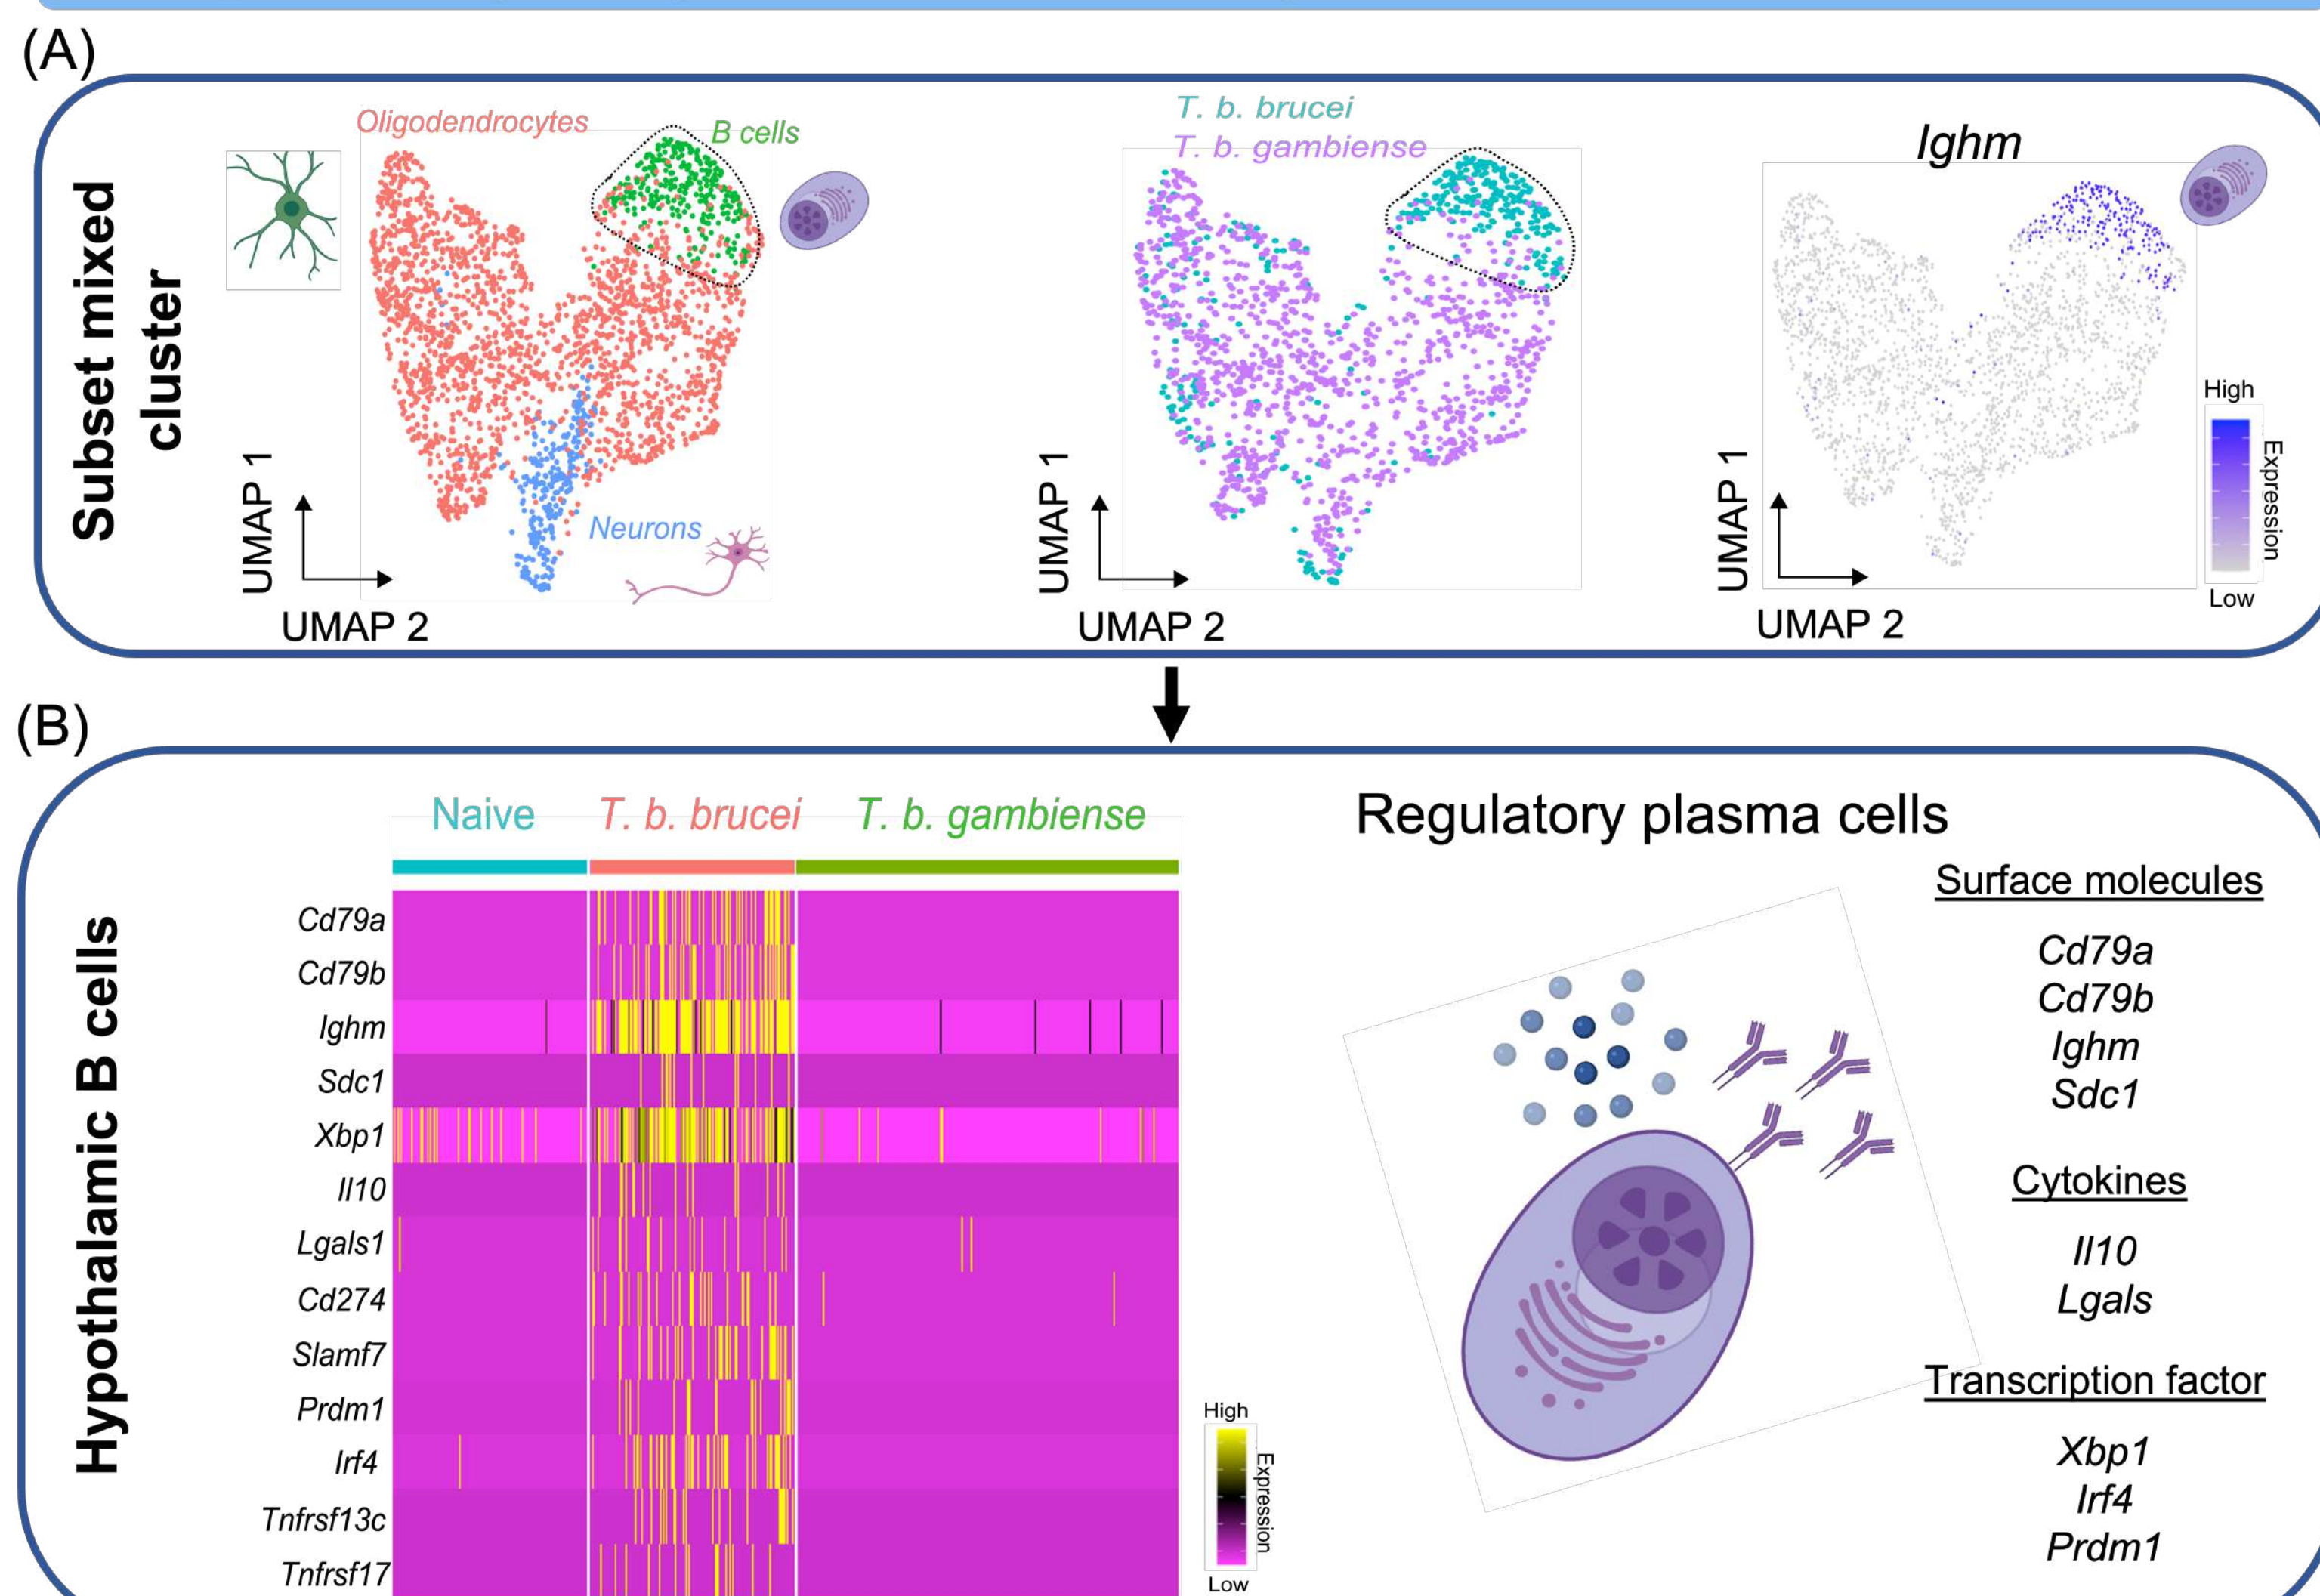 (A)
Subset mixed
cluster
Oligodendrocytes
B cells
Neurons
UMAP 1
UMAP 2
T. b. brucei
T. b. gambiense
UMAP 1
UMAP 2
Ighm
UMAP 1
UMAP 2
High
Expression
Low
(B)
Hypothalamic B cells
Naive
T. b. brucei
T. b. gambiense
Cd79a
Cd79b
Ighm
Sdc1
Xbp1
Il10
Lgals1
Cd274
Slamf7
Prdm1
Irf4
Tnfrsf13c
Tnfrsf17
High
Expression
Low
Regulatory plasma cells
Surface molecules
Cd79a
Cd79b
Ighm
Sdc1
Cytokines
Il10
Lgals
Transcription factor
Xbp1
Irf4
Prdm1